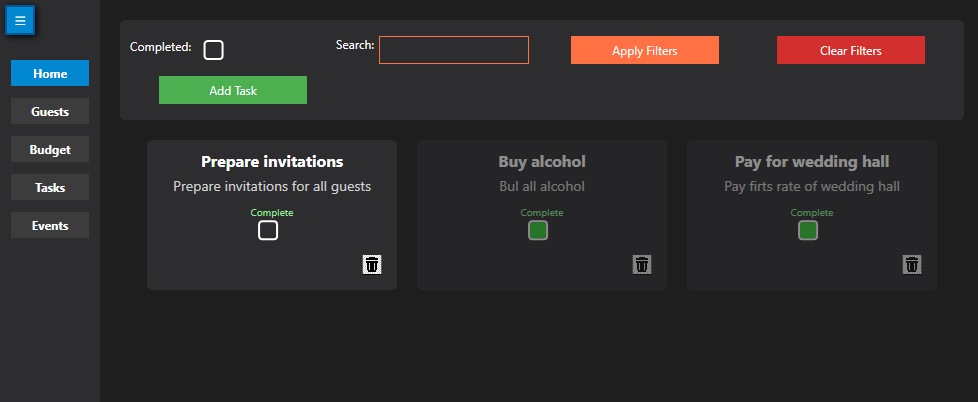 Completed:
Search:
Apply Filters
Clear Filters
Add Task
Home
Guests
Budget
Tasks
Events
Prepare invitations
Prepare invitations for all guests
Complete
Buy alcohol
Bul all alcohol
Complete
Pay for wedding hall
Pay firts rate of wedding hall
Complete